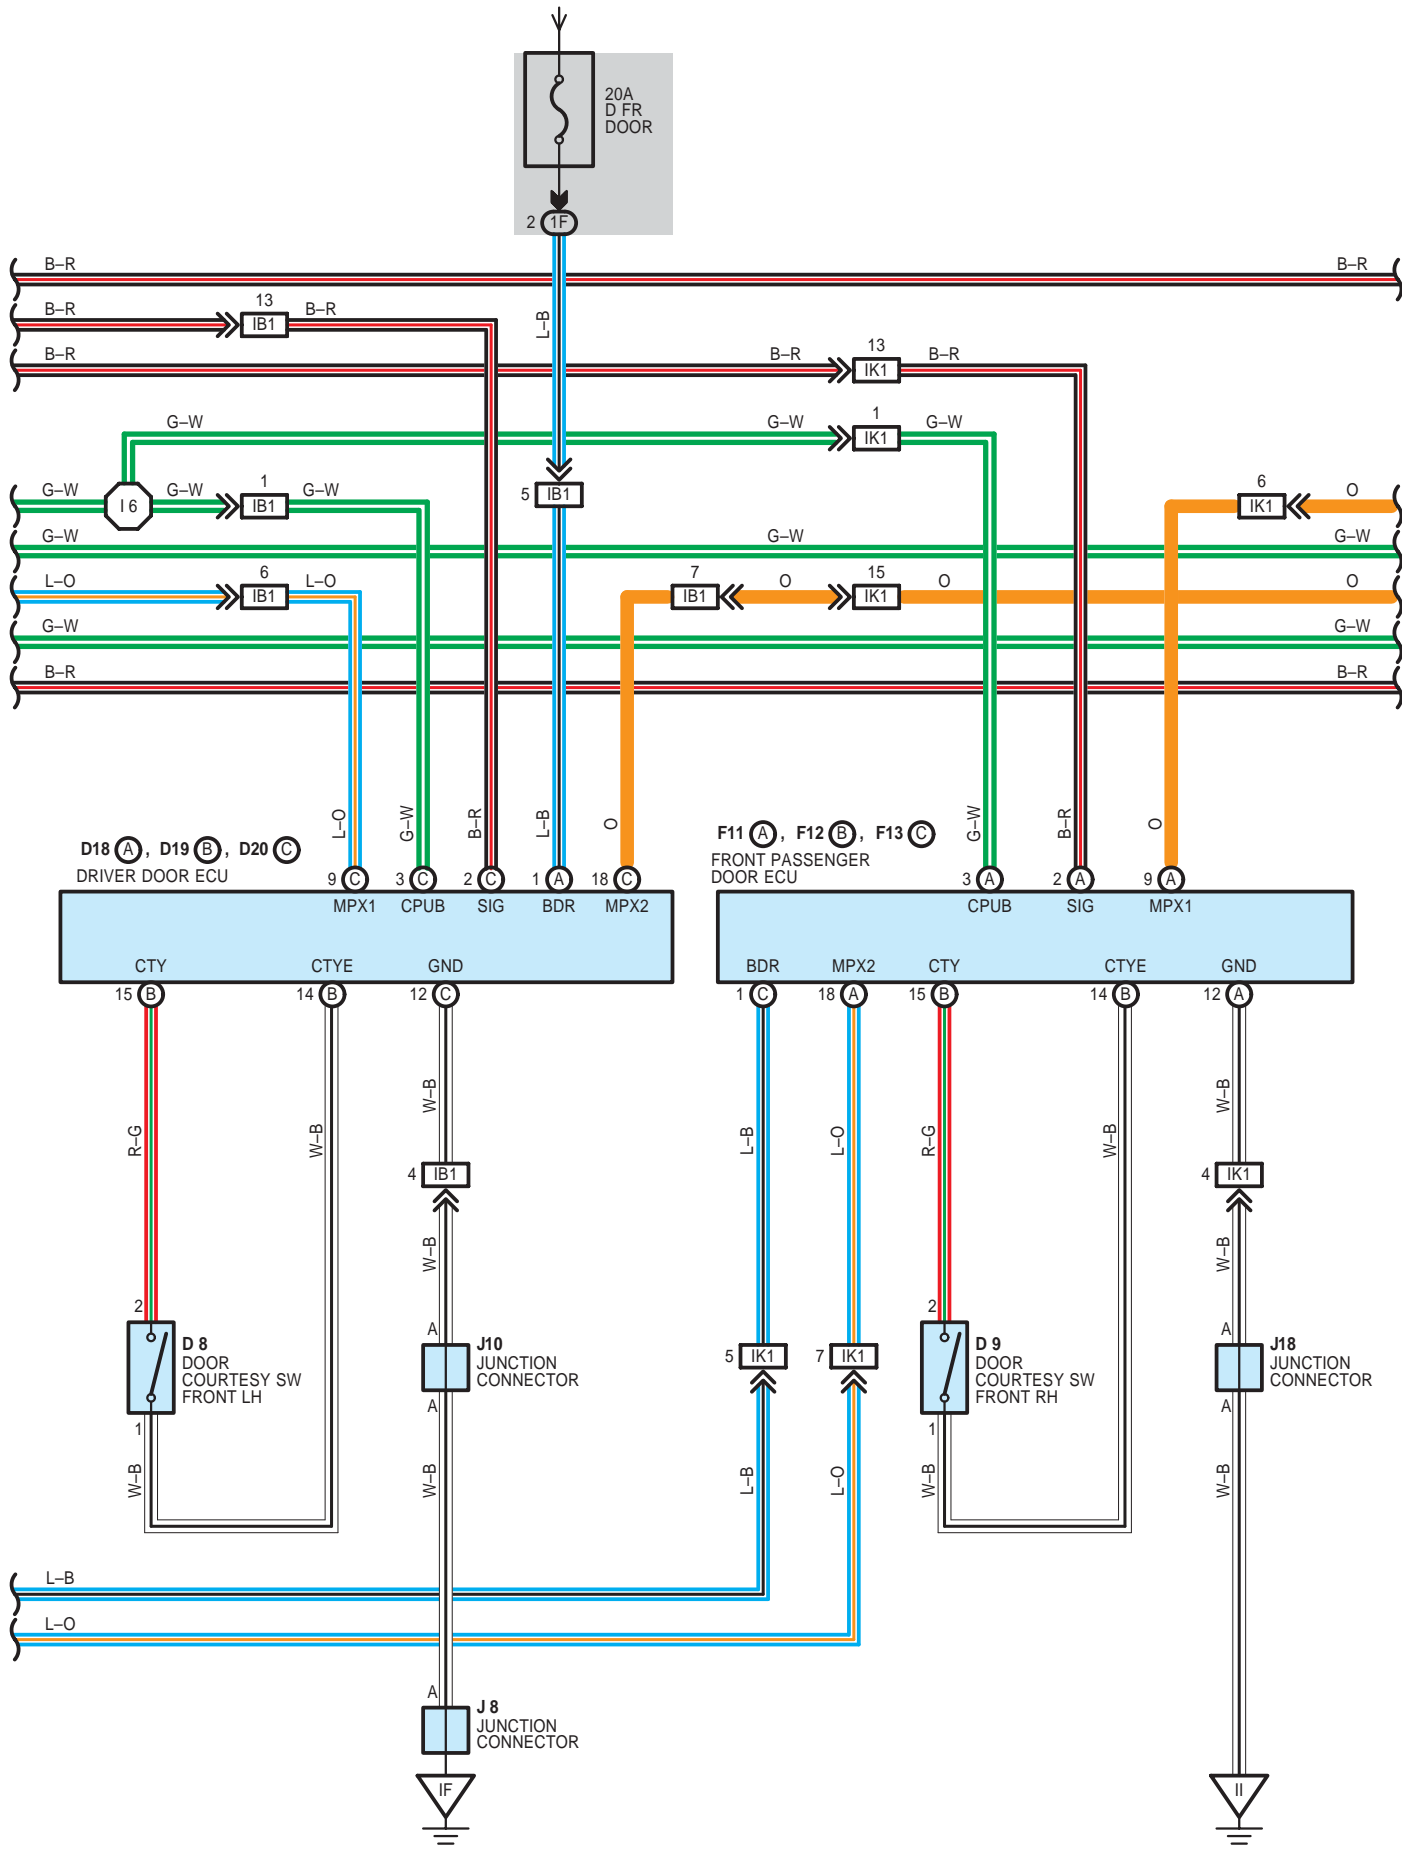 20A
D FR
DOOR
2 1F
B–R B–R
13
B–R B–R
IB1
L–B
13
B–R B–R B–R
IK1
1
G–W G–W G–W
IK1
1
G–W G–W G–W
I 6 IB1
5 IB1
6
O
IK1
G–W G–W G–W
6 7 15
L–O L–O O O O
IB1 IB1 IK1
G–W G–W
B–R B–R
L–O G–W B–R L–B O G–W B–R O
D18 A , D19 B , D20 C
DRIVER DOOR ECU
F11 A , F12 B , F13 C
FRONT PASSENGER
DOOR ECU
9 C 3 C 2 C 1 A 18 C 3 A 2 A 9 A
MPX1 CPUB SIG BDR MPX2 CPUB SIG MPX1
CTY CTYE GND BDR MPX2 CTY CTYE GND
15 B 14 B 12 C 1 C 18 A 15 B 14 B 12 A
W–B W–B
R–G W–B L–B L–O R–G W–B
4 IB1 4 IK1
W–B W–B
2 2
D 8
DOOR
COURTESY SW
FRONT LH
1
A
J10
JUNCTION
CONNECTOR
A
5 IK1 7 IK1
D 9
DOOR
COURTESY SW
FRONT RH
1
A
J18
JUNCTION
CONNECTOR
A
W–B W–B L–B L–O W–B W–B
L–B
L–O
A
J 8
JUNCTION
CONNECTOR
IF II